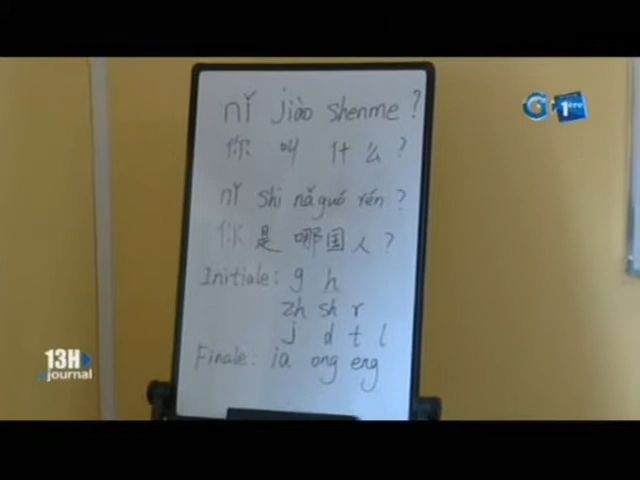 nǐ jiào shenme?
你 叫 什 么?
nǐ shi nǎguó rén?
你 是 哪国人?
Initiale: g h
zh sh r
j d t l
Finale: ia ong eng
G 1ère
13H
journal